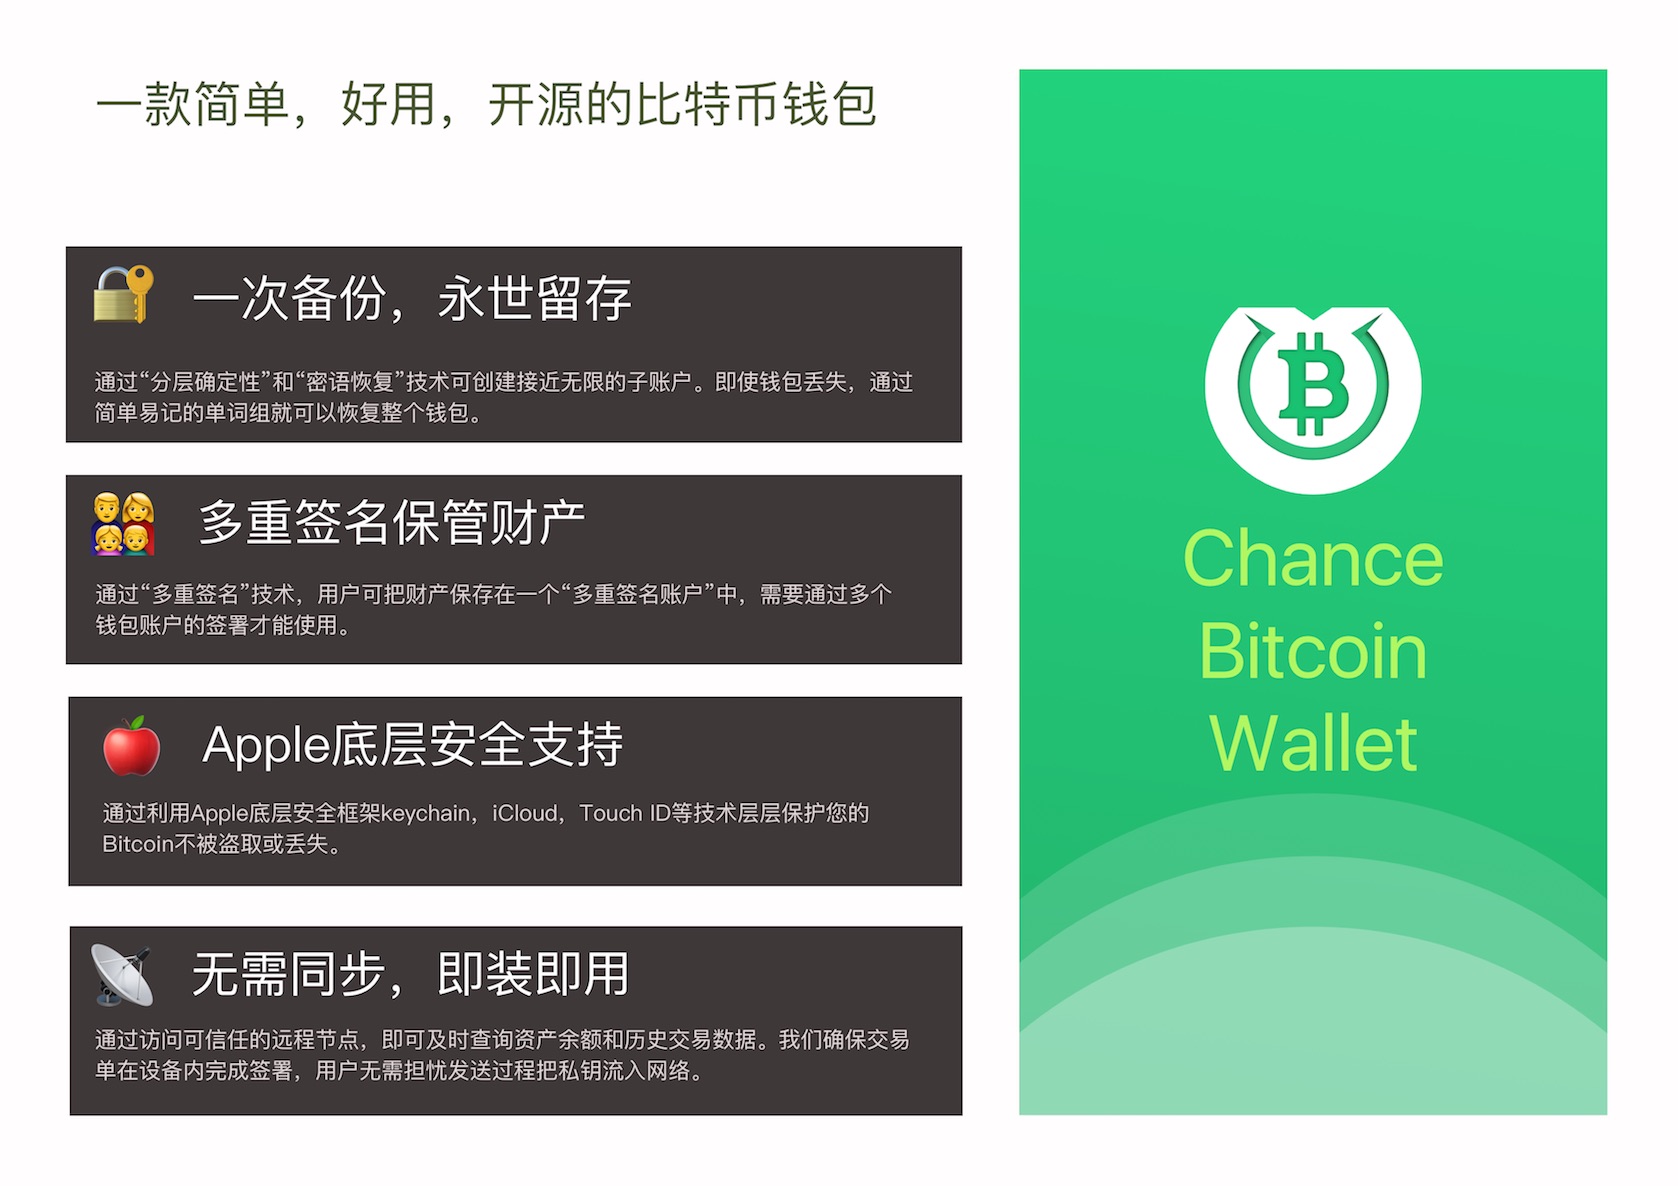 一款简单，好用，开源的比特币钱包
一次备份，永世留存
通过“分层确定性”和“密语恢复”技术可创建接近无限的子账户。即使钱包丢失，通过
简单易记的单词组就可以恢复整个钱包。
多重签名保管财产
通过“多重签名”技术，用户可把财产保存在一个“多重签名账户”中，需要通过多个
钱包账户的签署才能使用。
Apple底层安全支持
通过利用Apple底层安全框架keychain，iCloud，Touch ID等技术层层保护您的
Bitcoin不被盗取或丢失。
无需同步，即装即用
通过访问可信任的远程节点，即可及时查询资产余额和历史交易数据。我们确保交易
单在设备内完成签署，用户无需担忧发送过程把私钥流入网络。
Chance
Bitcoin
Wallet